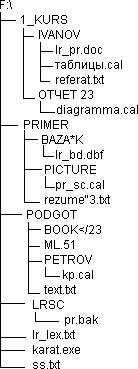 F:\
1_KURS
IVANOV
lr_pr.doc
таблицы.cal
referat.txt
ОТЧЕТ 23
diagramma.cal
PRIMER
BAZA*K
lr_bd.dbf
PICTURE
pr_sc.cal
rezume"3.txt
PODGOT
BOOK</23
ML.51
PETROV
kp.cal
text.txt
LRSC
pr.bak
lr_lex.txt
karat.exe
ss.txt